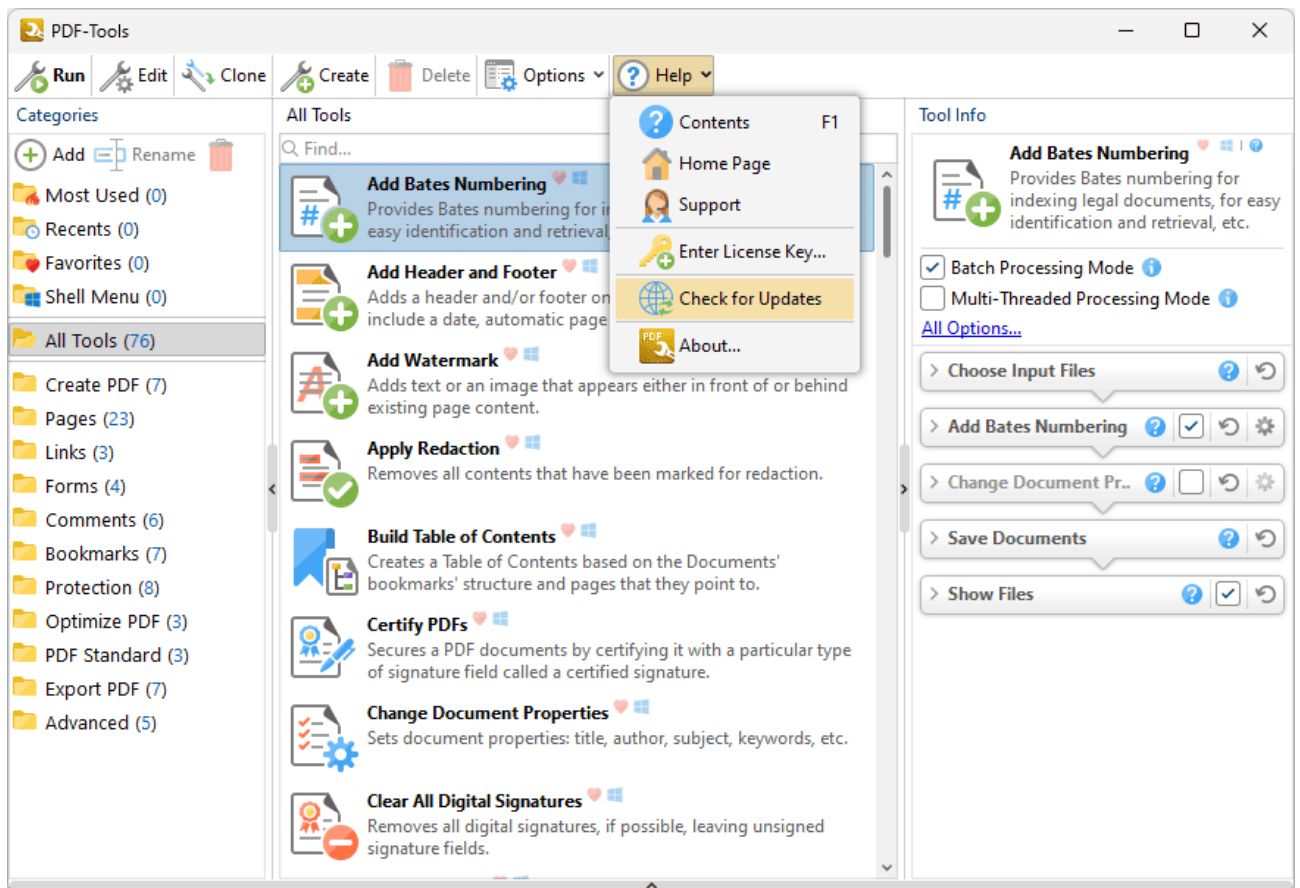 PDF-Tools
Run Edit Clone Create Delete Options Help
Categories
Add Rename
Most Used (0)
Recents (0)
Favorites (0)
Shell Menu (0)
All Tools (76)
Create PDF (7)
Pages (23)
Links (3)
Forms (4)
Comments (6)
Bookmarks (7)
Protection (8)
Optimize PDF (3)
PDF Standard (3)
Export PDF (7)
Advanced (5)
All Tools
Find...
Add Bates Numbering
Provides Bates numbering for
easy identification and retrieval,
Add Header and Footer
Adds a header and/or footer on
include a date, automatic page
Add Watermark
Adds text or an image that appears either in front of or behind
existing page content.
Apply Redaction
Removes all contents that have been marked for redaction.
Build Table of Contents
Creates a Table of Contents based on the Documents'
bookmarks' structure and pages that they point to.
Certify PDFs
Secures a PDF documents by certifying it with a particular type
of signature field called a certified signature.
Change Document Properties
Sets document properties: title, author, subject, keywords, etc.
Clear All Digital Signatures
Removes all digital signatures, if possible, leaving unsigned
signature fields.
Contents F1
Home Page
Support
Enter License Key...
Check for Updates
PDF
About...
Tool Info
Add Bates Numbering
Provides Bates numbering for
indexing legal documents, for easy
identification and retrieval, etc.
Batch Processing Mode
Multi-Threaded Processing Mode
All Options...
Choose Input Files
Add Bates Numbering
Change Document Pr..
Save Documents
Show Files